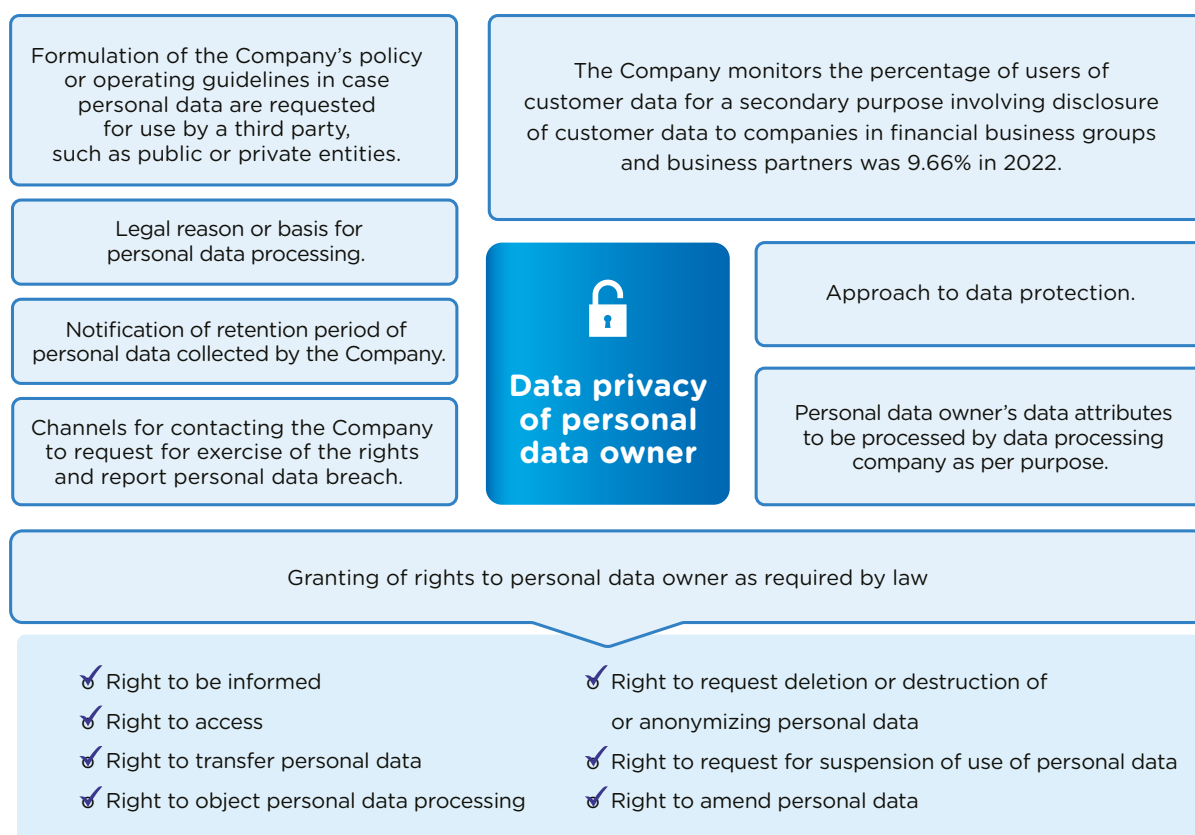 Formulation of the Company’s policy
or operating guidelines in case
personal data are requested
for use by a third party,
such as public or private entities.
The Company monitors the percentage of users of
customer data for a secondary purpose involving disclosure
of customer data to companies in financial business groups
and business partners was 9.66% in 2022.
Legal reason or basis for
personal data processing.
Notification of retention period of
personal data collected by the Company.
Channels for contacting the Company
to request for exercise of the rights
and report personal data breach.
Data privacy
of personal
data owner
Approach to data protection.
Personal data owner’s data attributes
to be processed by data processing
company as per purpose.
Granting of rights to personal data owner as required by law
Right to be informed
Right to access
Right to transfer personal data
Right to object personal data processing
Right to request deletion or destruction of
or anonymizing personal data
Right to request for suspension of use of personal data
Right to amend personal data